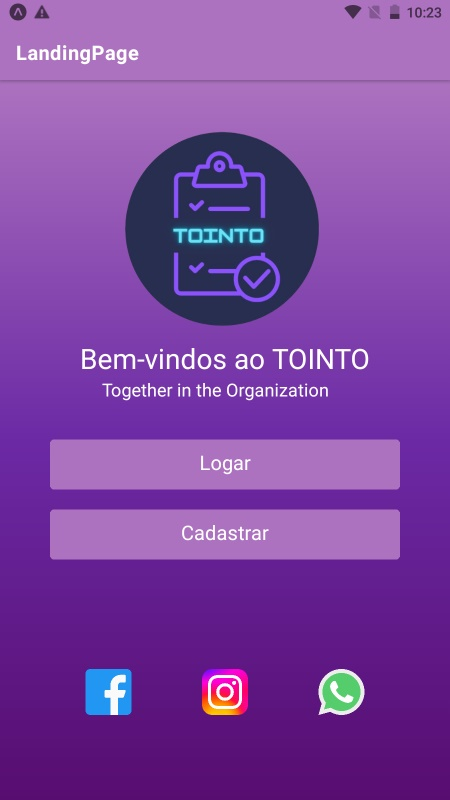 10:23
LandingPage
TOINTO
Bem-vindos ao TOINTO
Together in the Organization
Logar
Cadastrar